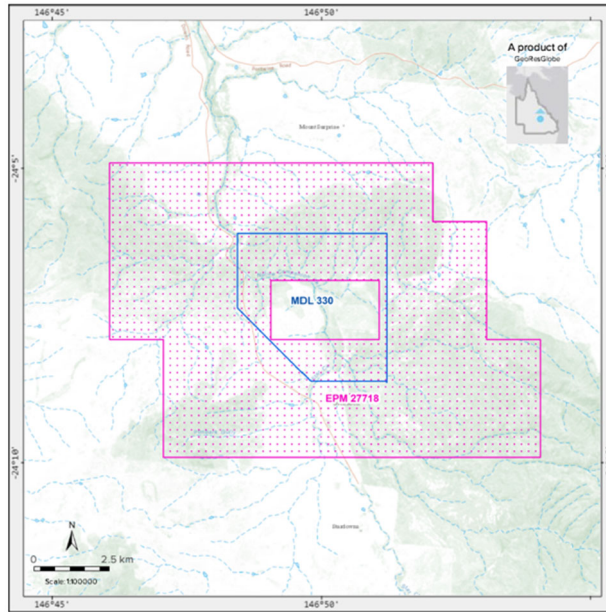 146°45'
146°50'
A product of
GeoResGlobe
Mount Surprise
-24°5'
MDL 330
EPM 27718
-24°10'
N
0
2.5 km
Scale:1:100000
146°45'
146°50'